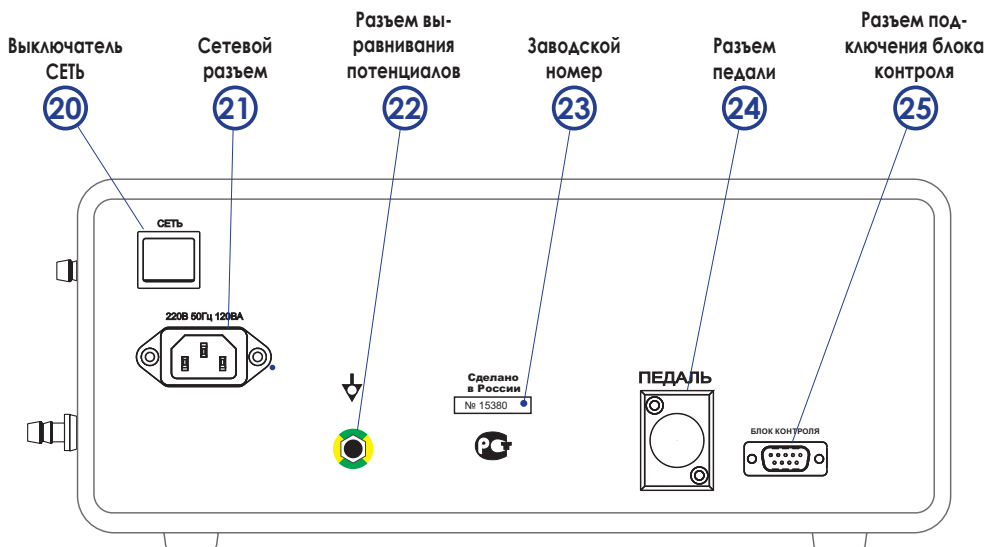 Выключатель
СЕТЬ
20
Сетевой
разъем
21
Разъем вы-
равнивания
потенциалов
22
Заводской
номер
23
Разъем
педали
24
Разъем под-
ключения блока
контроля
25
СЕТЬ
220В 50Гц 120ВА
Сделано
в России
№ 15380
ПЕДАЛЬ
БЛОК КОНТРОЛЯ